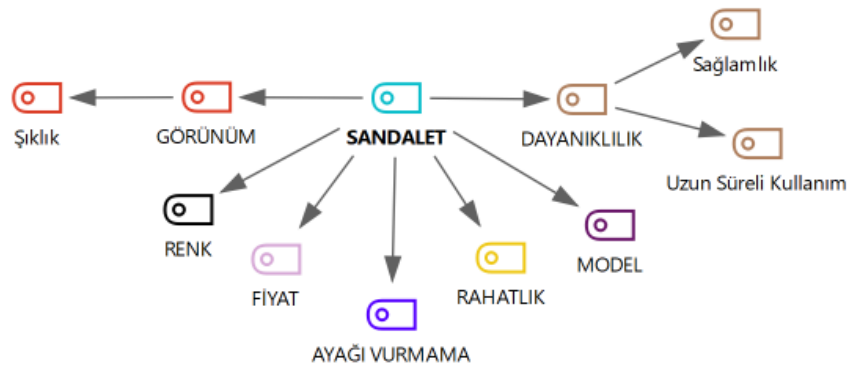 Sağlamlık
Şıklık
GÖRÜNÜM
SANDALET
DAYANIKLILIK
Uzun Süreli Kullanım
RENK
FİYAT
AYAĞI VURMAMA
RAHATLIK
MODEL